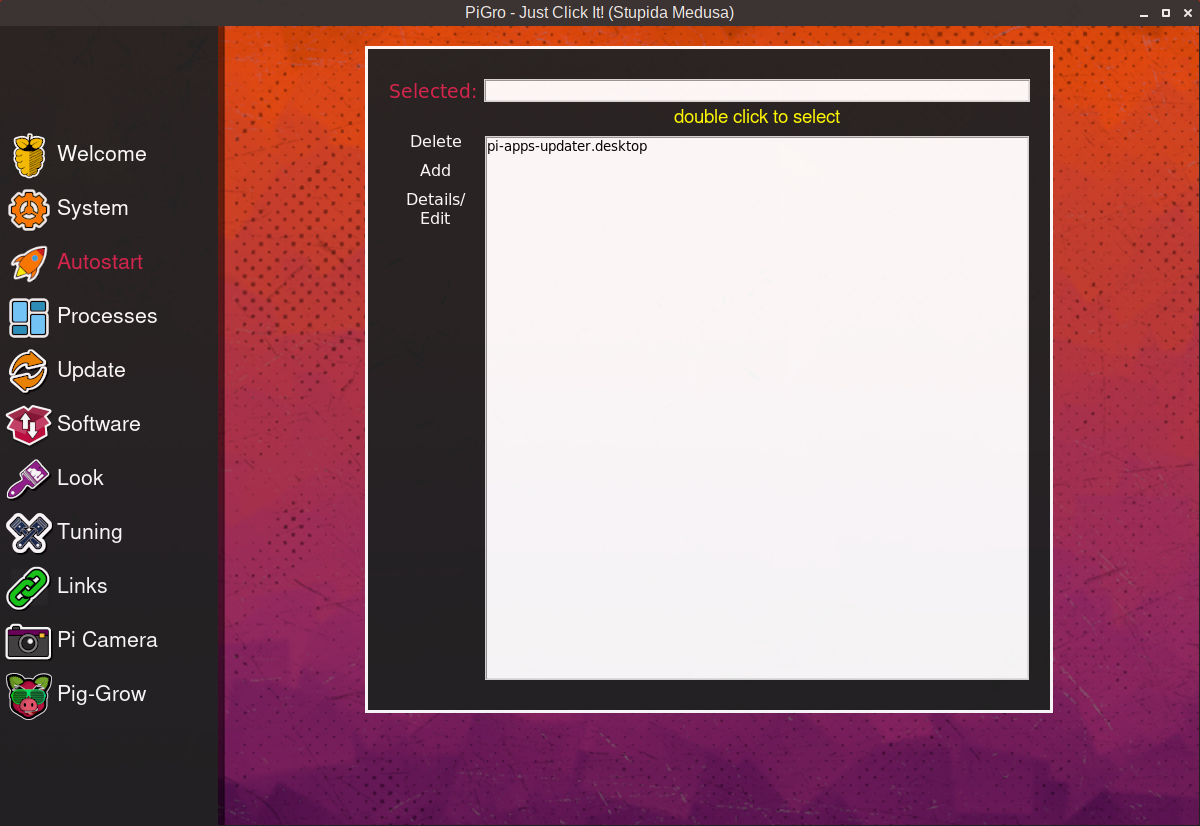 PiGro - Just Click It! (Stupida Medusa)
Welcome
System
Autostart
Processes
Update
Software
Look
Tuning
Links
Pi Camera
Pig-Grow
Selected:
double click to select
Delete
Add
Details/
Edit
pi-apps-updater.desktop